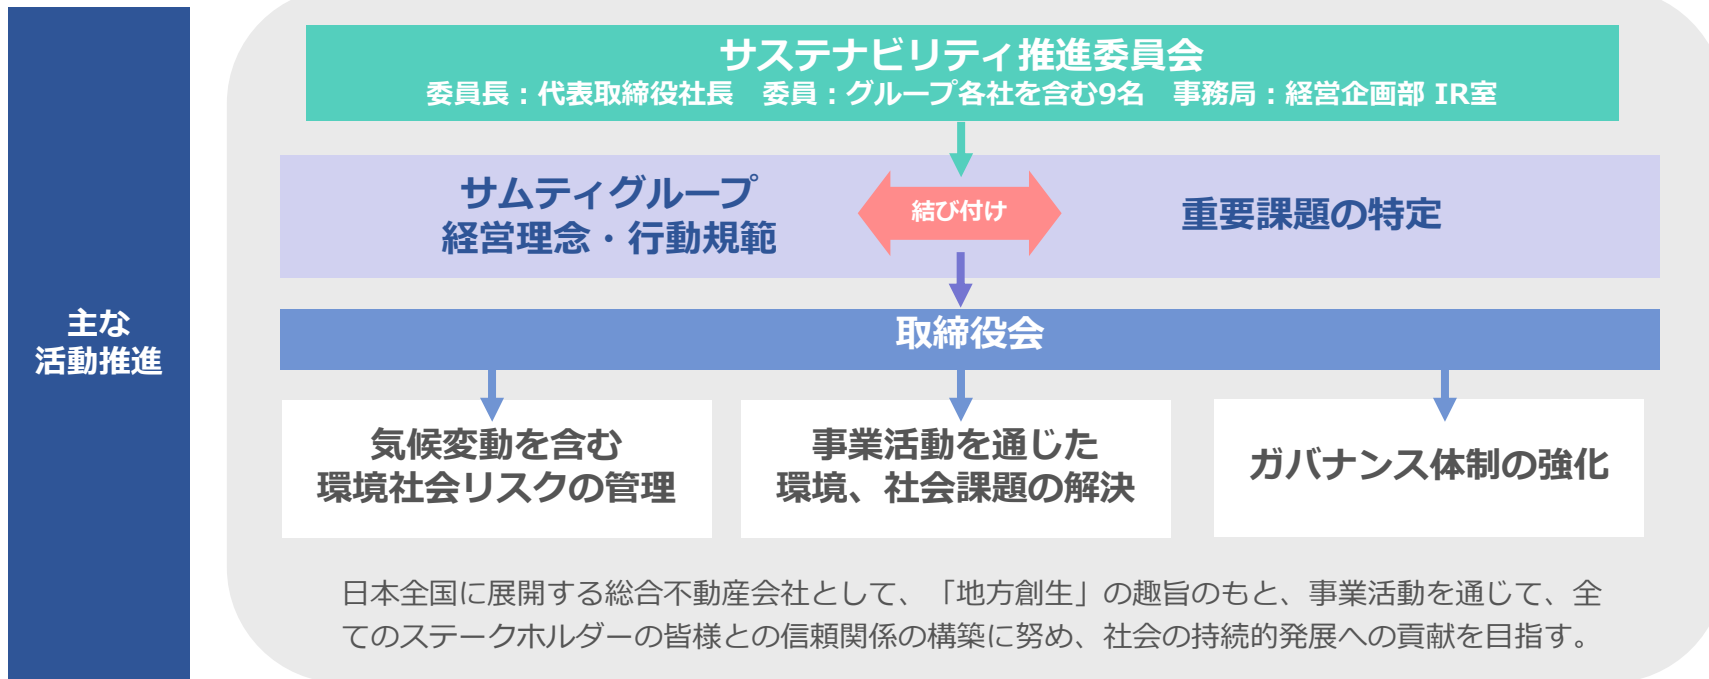 主な
活動推進
サステナビリティ推進委員会
委員長：代表取締役社長　委員：グループ各社を含む9名　事務局：経営企画部 IR室
サムティグループ
経営理念・行動規範
結び付け
重要課題の特定
取締役会
気候変動を含む
環境社会リスクの管理
事業活動を通じた
環境、社会課題の解決
ガバナンス体制の強化
日本全国に展開する総合不動産会社として、「地方創生」の趣旨のもと、事業活動を通じて、全
てのステークホルダーの皆様との信頼関係の構築に努め、社会の持続的発展への貢献を目指す。